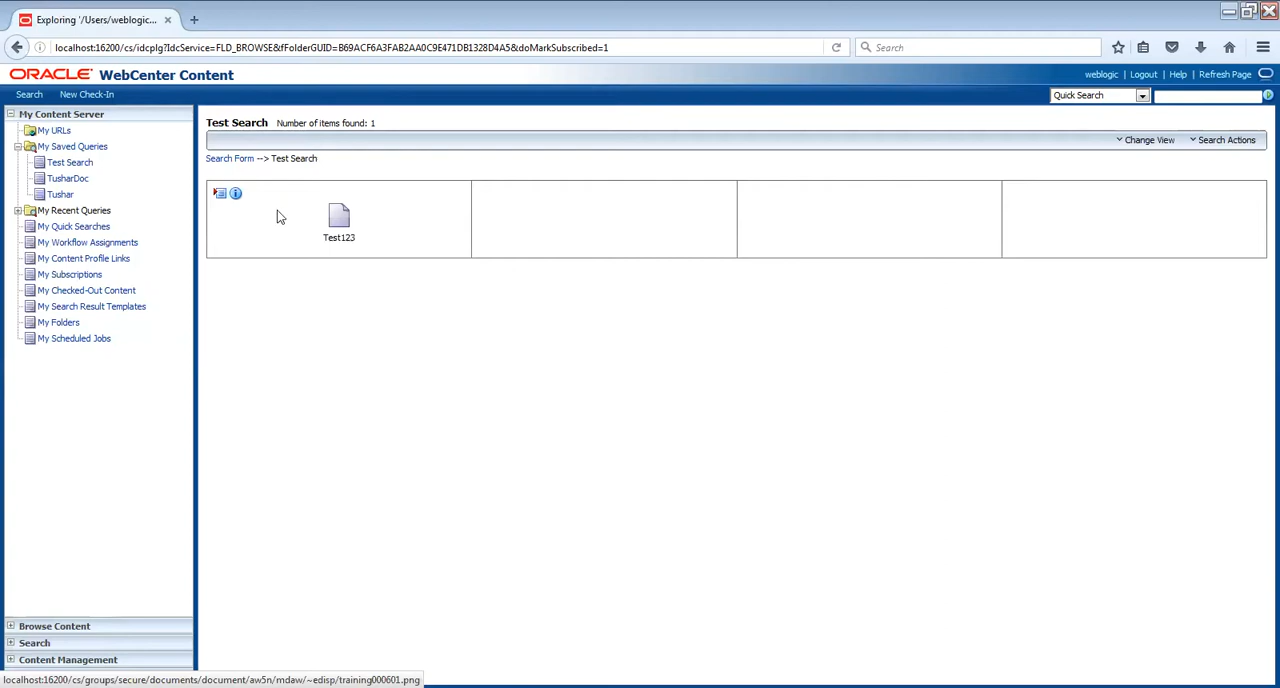 Exploring '/Users/weblogic...
localhost:16200/cs/idcplg?IdcService=FLD_BROWSE&fFolderGUID=B69ACF6A3FAB2AA0C9E471DB1328D4A5&doMarkSubscribed=1
Search
ORACLE WebCenter Content
weblogic | Logout | Help | Refresh Page
Search New Check-In
Quick Search
My Content Server
My URLs
My Saved Queries
Test Search
TusharDoc
Tushar
My Recent Queries
My Quick Searches
My Workflow Assignments
My Content Profile Links
My Subscriptions
My Checked-Out Content
My Search Result Templates
My Folders
My Scheduled Jobs
Browse Content
Search
Content Management
Test Search Number of items found: 1
Change View Search Actions
Search Form --> Test Search
Test123
localhost:16200/cs/groups/secure/documents/document/aw5n/mdaw/~edisp/training000601.png